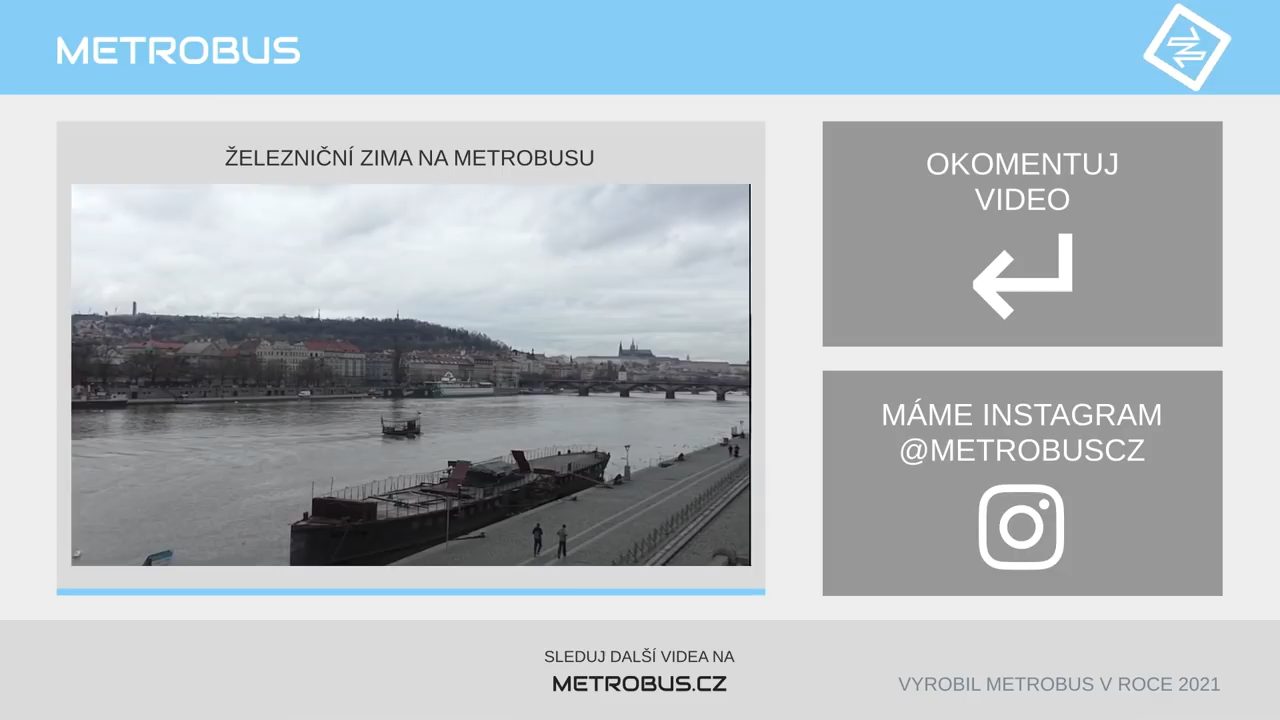 METROBUS
ŽELEZNIČNÍ ZIMA NA METROBUSU
OKOMENTUJ
VIDEO
MÁME INSTAGRAM
@METROBUSCZ
SLEDUJ DALŠÍ VIDEA NA
METROBUS.CZ
VYROBIL METROBUS V ROCE 2021